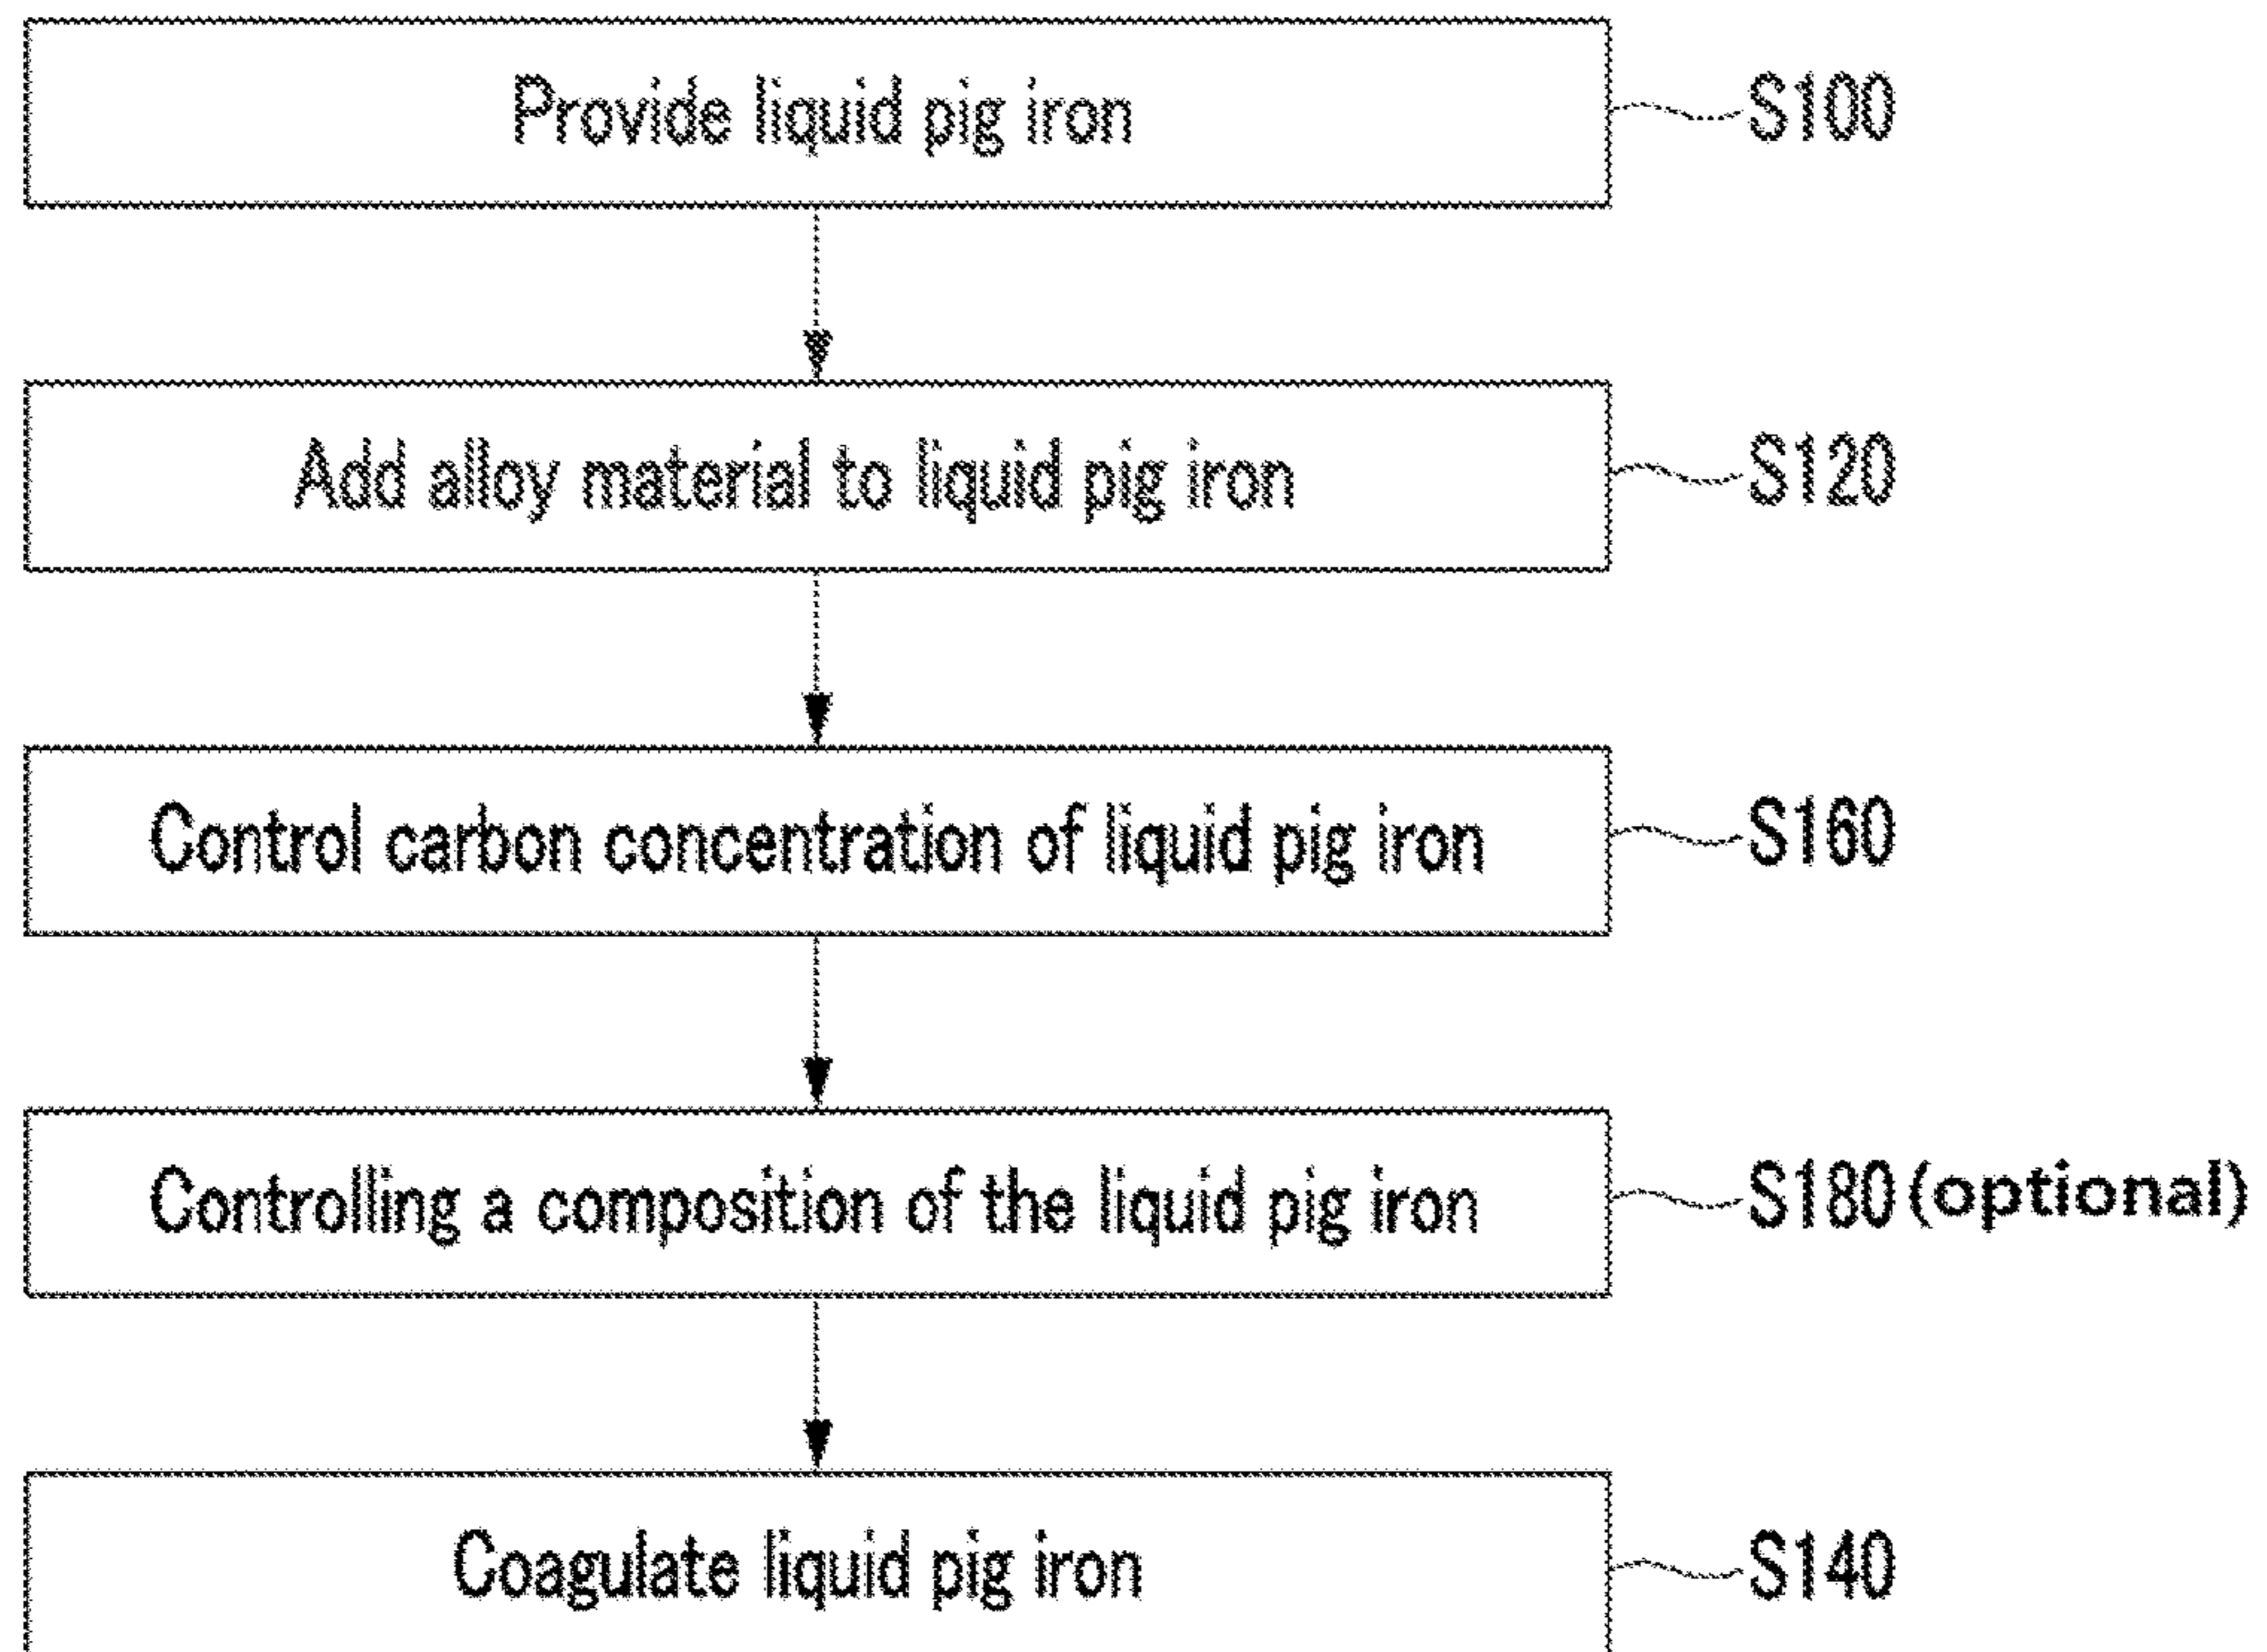 Provide liquid pig iron S100
Add alloy material to liquid pig iron S120
Control carbon concentration of liquid pig iron S160
Controlling a composition of the liquid pig iron S180 (optional)
Coagulate liquid pig iron S140